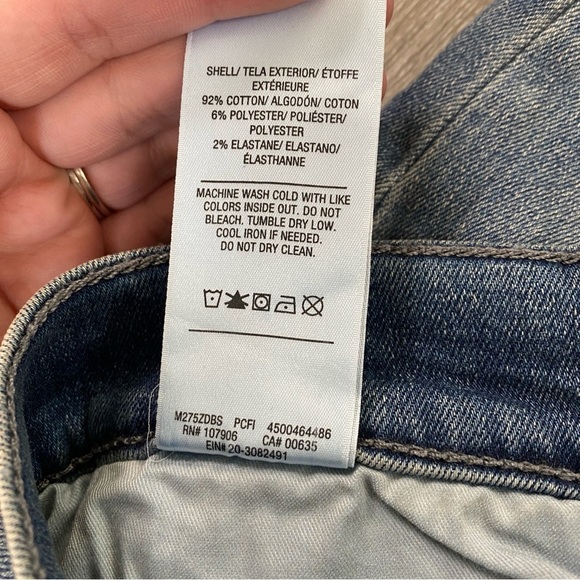 SHELL/ TELA EXTERIOR/ ÉTOFFE
EXTÉRIEURE
92% COTTON/ ALGODÓN/ COTON
6% POLYESTER/ POLIÉSTER/
POLYESTER
2% ELASTANE/ ELASTANO/
ÉLASTHANNE
MACHINE WASH COLD WITH LIKE
COLORS INSIDE OUT. DO NOT
BLEACH. TUMBLE DRY LOW.
COOL IRON IF NEEDED.
DO NOT DRY CLEAN.
M275ZDBS PCFI 4500464486
RN# 107906 CA# 00635
EIN# 20-3082491